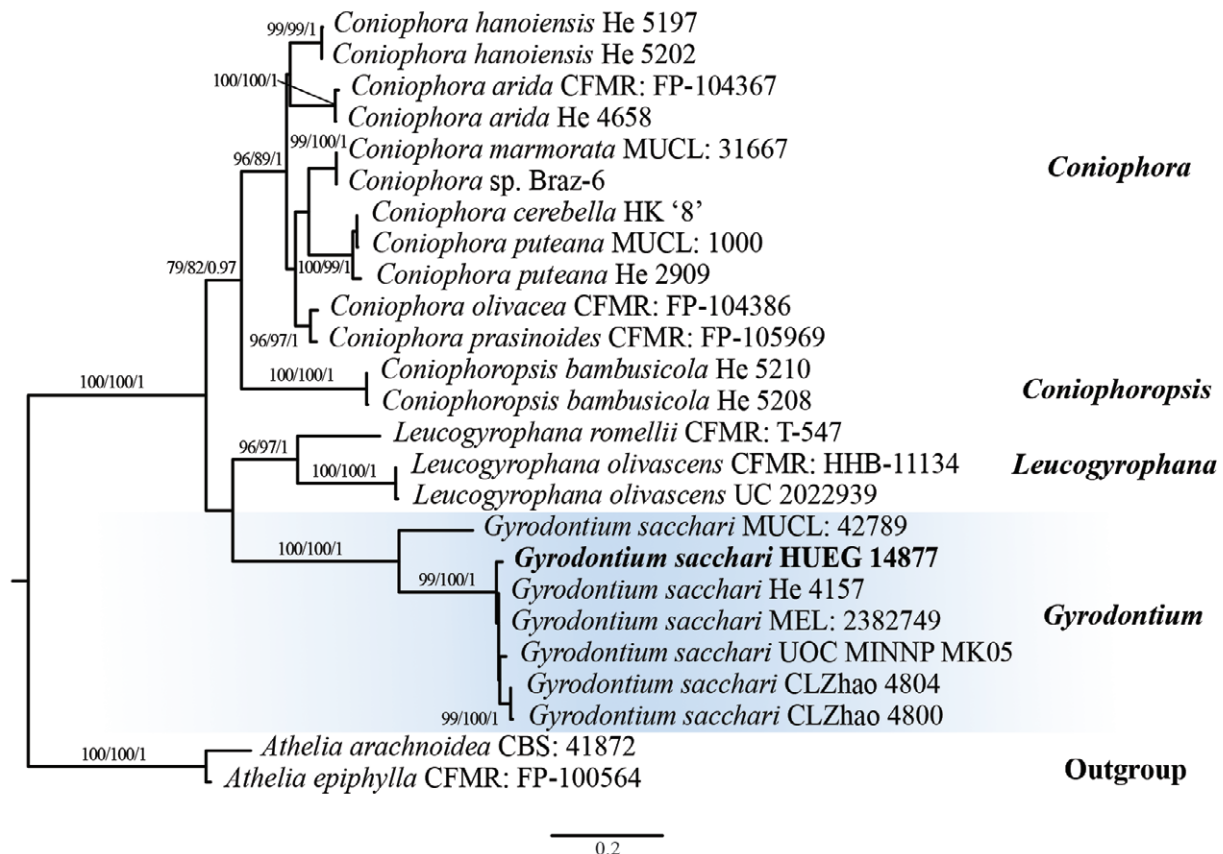 99/99/1
Coniophora hanoiensis He 5197
Coniophora hanoiensis He 5202
100/100/1
Coniophora arida CFMR: FP-104367
Coniophora arida He 4658
99/100/1
Coniophora marmorata MUCL: 31667
96/89/1
Coniophora
Coniophora sp. Braz-6
Coniophora cerebella HK ‘8’
Coniophora puteana MUCL: 1000
100/99/1
79/82/0.97
Coniophora puteana He 2909
Coniophora olivacea CFMR: FP-104386
96/97/1
Coniophora prasinoides CFMR: FP-105969
Coniophoropsis bambusicola He 5210
100/100/1
100/100/1
Coniophoropsis
Coniophoropsis bambusicola He 5208
Leucogyrophana romellii CFMR: T-547
96/97/1
Leucogyrophana olivascens CFMR: HHB-11134
Leucogyrophana
100/100/1
Leucogyrophana olivascens UC 2022939
Gyrodontium sacchari MUCL: 42789
100/100/1
Gyrodontium sacchari HUEG 14877
99/100/1
Gyrodontium sacchari He 4157
Gyrodontium sacchari MEL: 2382749
Gyrodontium
Gyrodontium sacchari UOC MINNP MK05
Gyrodontium sacchari CLZhao 4804
99/100/1
Gyrodontium sacchari CLZhao 4800
100/100/1
Athelia arachnoidea CBS: 41872
Outgroup
Athelia epiphylla CFMR: FP-100564
0.2